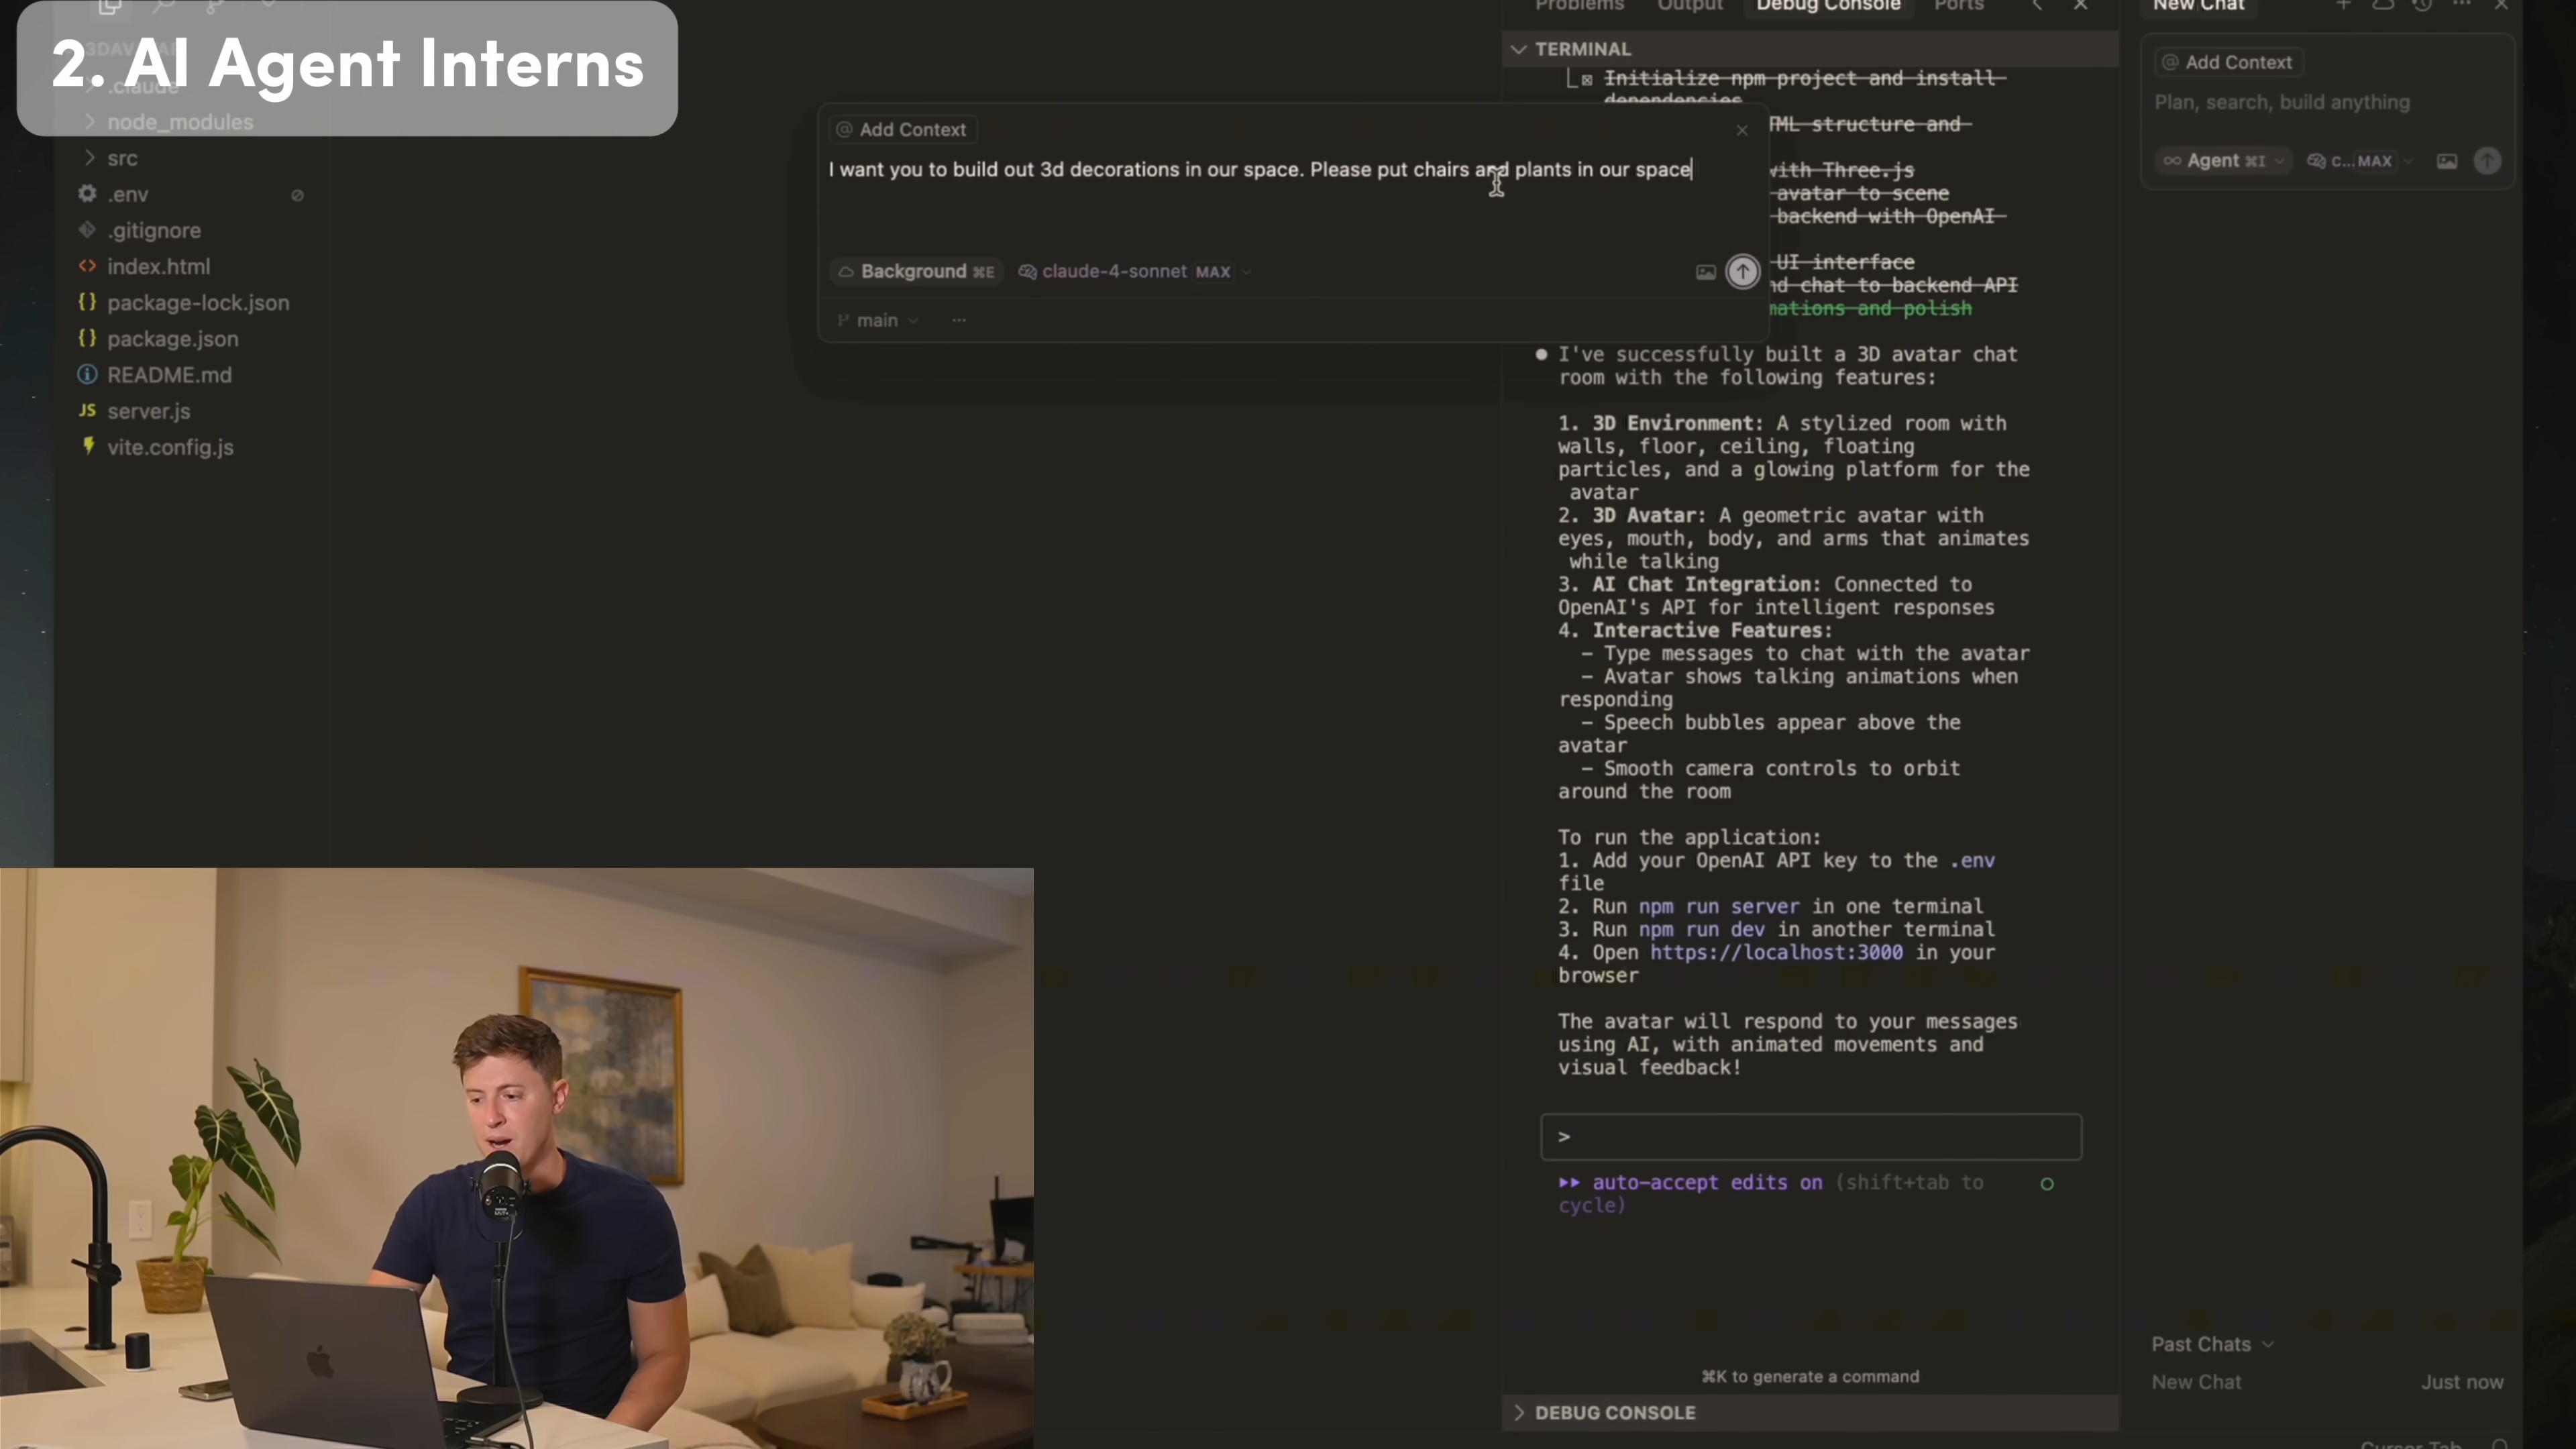 2. AI Agent Interns
.claude
node_modules
src
.env
.gitignore
index.html
package-lock.json
package.json
README.md
JS server.js
vite.config.js
@ Add Context
I want you to build out 3d decorations in our space. Please put chairs and plants in our space
Background ⌘E claude-4-sonnet MAX
main ...
Problems Output Debug Console Ports
TERMINAL
Initialize npm project and install
dependencies
TML structure and
with Three.js
avatar to scene
backend with OpenAI
UI interface
nd chat to backend API
mations and polish
I've successfully built a 3D avatar chat
room with the following features:
1. 3D Environment: A stylized room with
walls, floor, ceiling, floating
particles, and a glowing platform for the
avatar
2. 3D Avatar: A geometric avatar with
eyes, mouth, body, and arms that animates
while talking
3. AI Chat Integration: Connected to
OpenAI's API for intelligent responses
4. Interactive Features:
- Type messages to chat with the avatar
- Avatar shows talking animations when
responding
- Speech bubbles appear above the
avatar
- Smooth camera controls to orbit
around the room
To run the application:
1. Add your OpenAI API key to the .env
file
2. Run npm run server in one terminal
3. Run npm run dev in another terminal
4. Open https://localhost:3000 in your
browser
The avatar will respond to your messages
using AI, with animated movements and
visual feedback!
>
auto-accept edits on (shift+tab to
cycle)
⌘K to generate a command
DEBUG CONSOLE
New Chat
@ Add Context
Plan, search, build anything
Agent ⌘I c... MAX
Past Chats
New Chat Just now
Cursor Tab